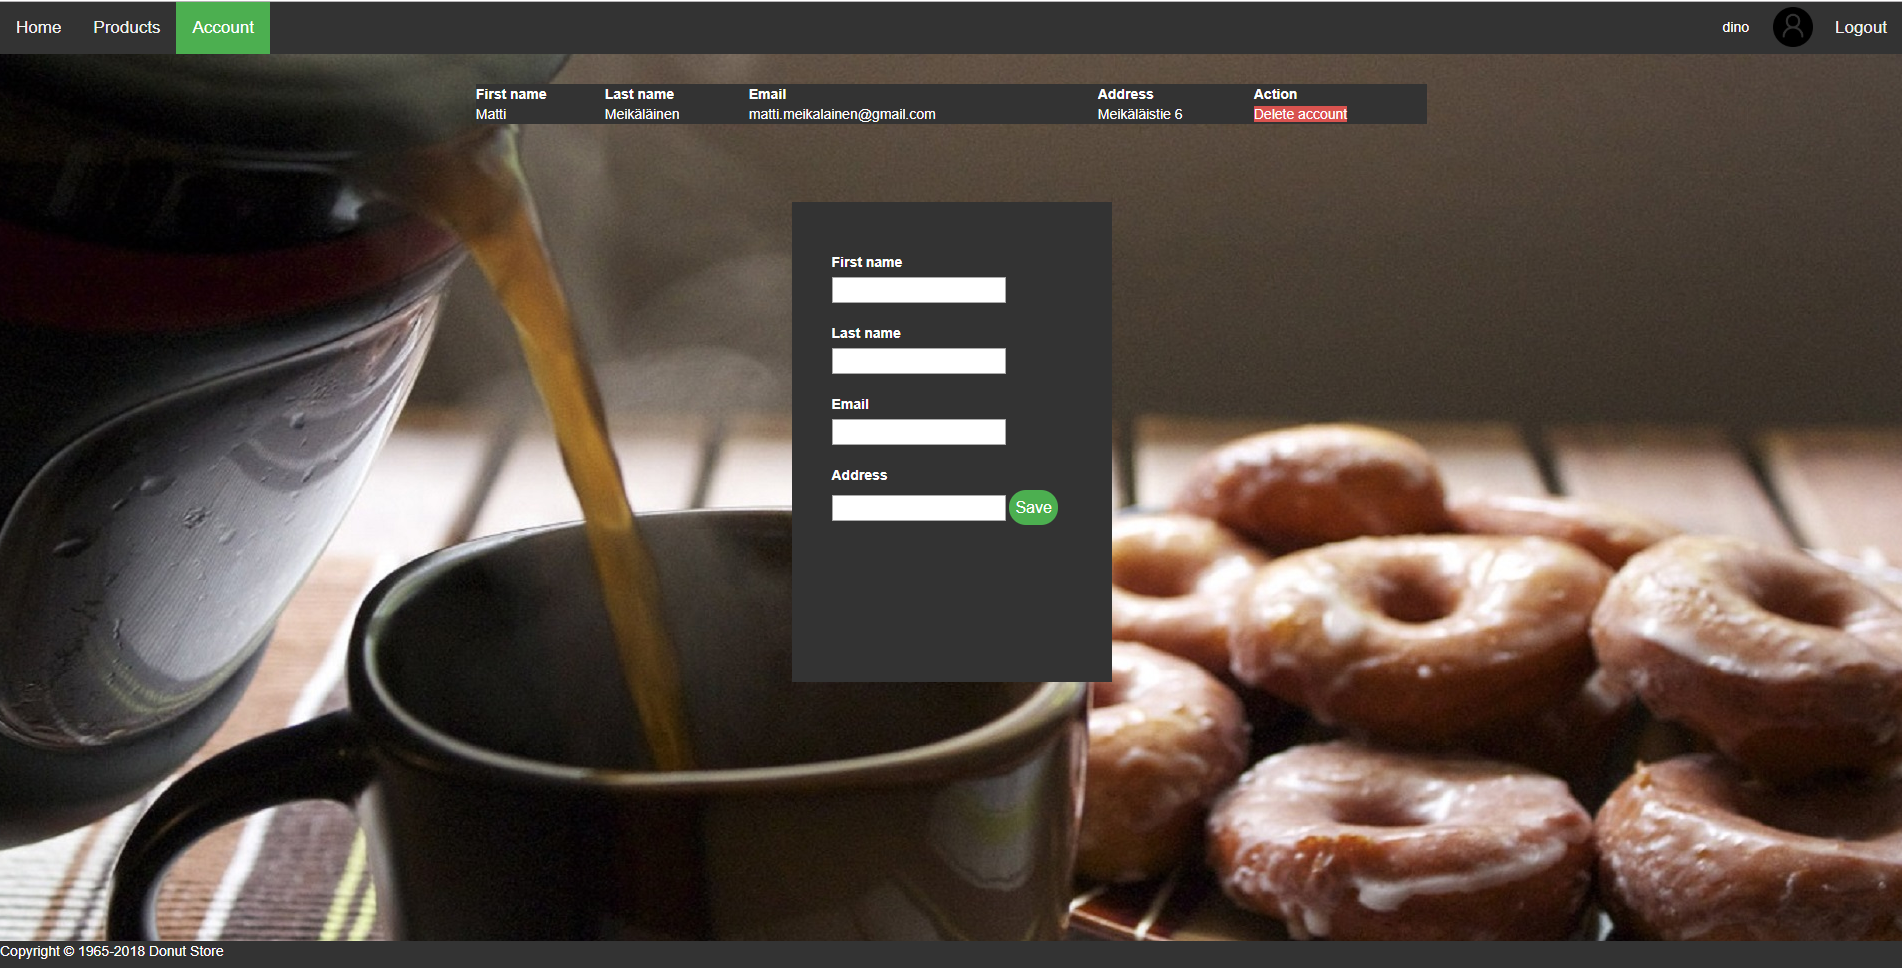 Home Products Account dino Logout
First name Last name Email Address Action
Matti Meikäläinen matti.meikalainen@gmail.com Meikäläistie 6 Delete account
First name
Last name
Email
Address
Save
Copyright © 1965-2018 Donut Store